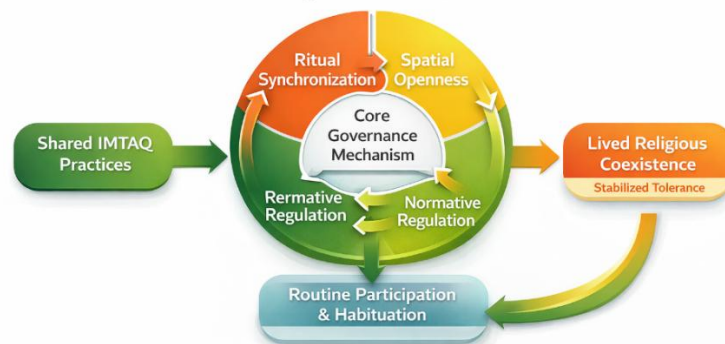 Ritual
Synchronization
Spatial
Openness
Core
Governance
Mechanism
Shared IMTAQ
Practices
Lived Religious
Coexistence
Stabilized Tolerance
Rermative
Regulation
Normative
Regulation
Routine Participation
& Habituation